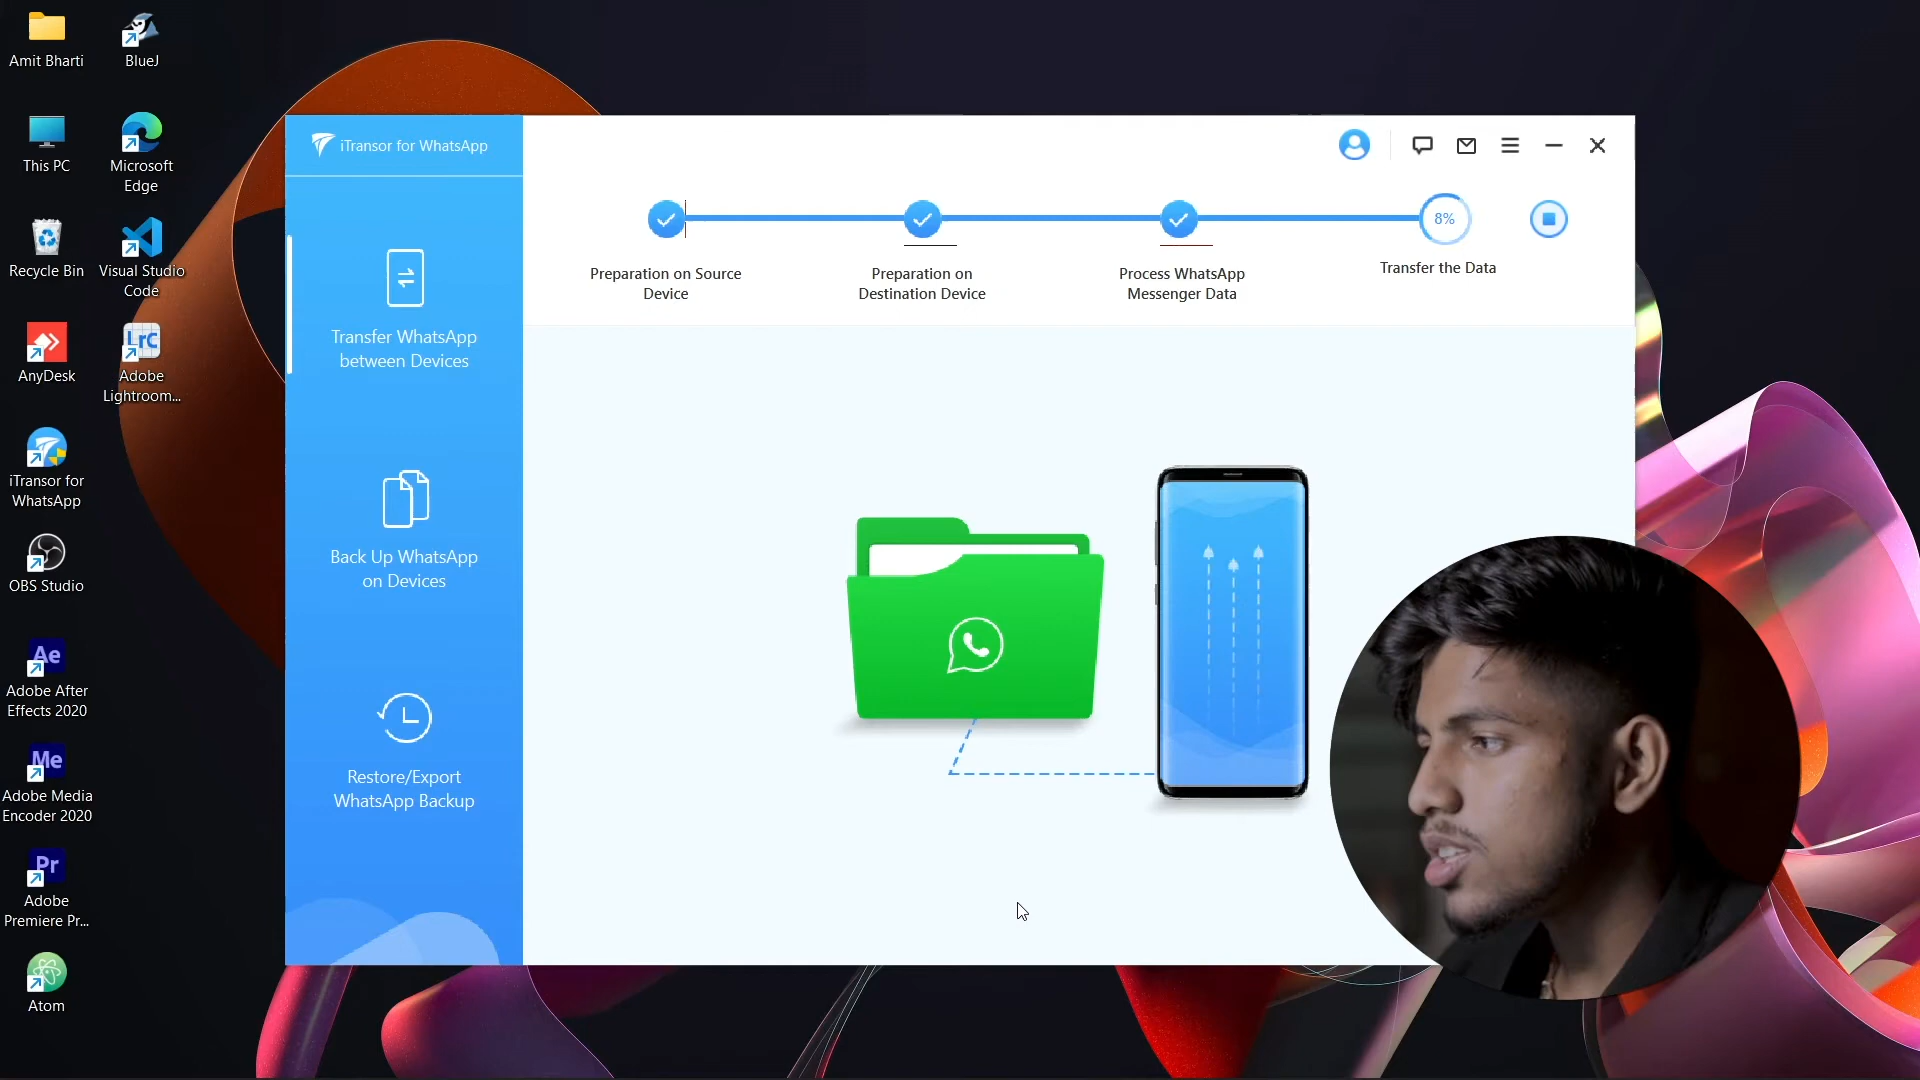 Amit Bharti
BlueJ
This PC
Microsoft
Edge
Recycle Bin
Visual Studio
Code
AnyDesk
LrC
Adobe
Lightroom...
iTransor for
WhatsApp
OBS Studio
Ae
Adobe After
Effects 2020
Me
Adobe Media
Encoder 2020
Pr
Adobe
Premiere Pr...
Atom
iTransor for WhatsApp
Transfer WhatsApp
between Devices
Back Up WhatsApp
on Devices
Restore/Export
WhatsApp Backup
8%
Preparation on Source
Device
Preparation on
Destination Device
Process WhatsApp
Messenger Data
Transfer the Data